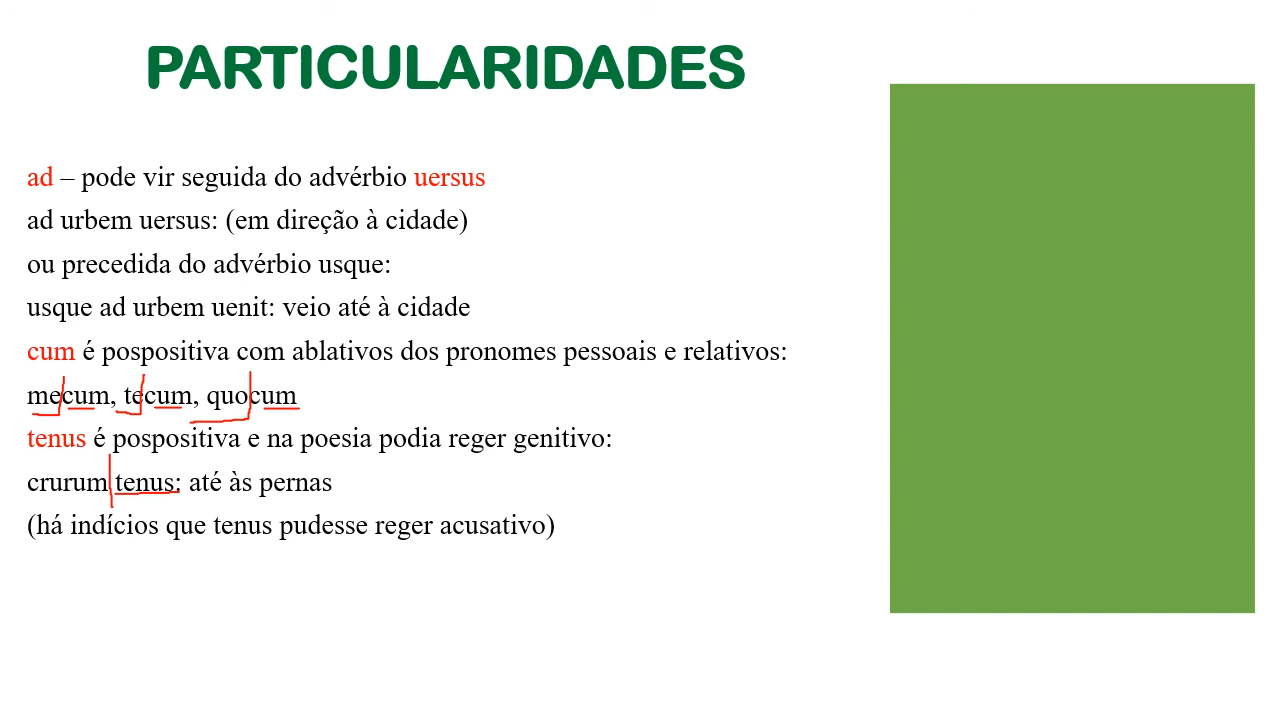 PARTICULARIDADES
ad – pode vir seguida do advérbio uersus
ad urbem uersus: (em direção à cidade)
ou precedida do advérbio usque:
usque ad urbem uenit: veio até à cidade
cum é pospositiva com ablativos dos pronomes pessoais e relativos:
mecum, tecum, quocum
tenus é pospositiva e na poesia podia reger genitivo:
crurum tenus: até às pernas
(há indícios que tenus pudesse reger acusativo)